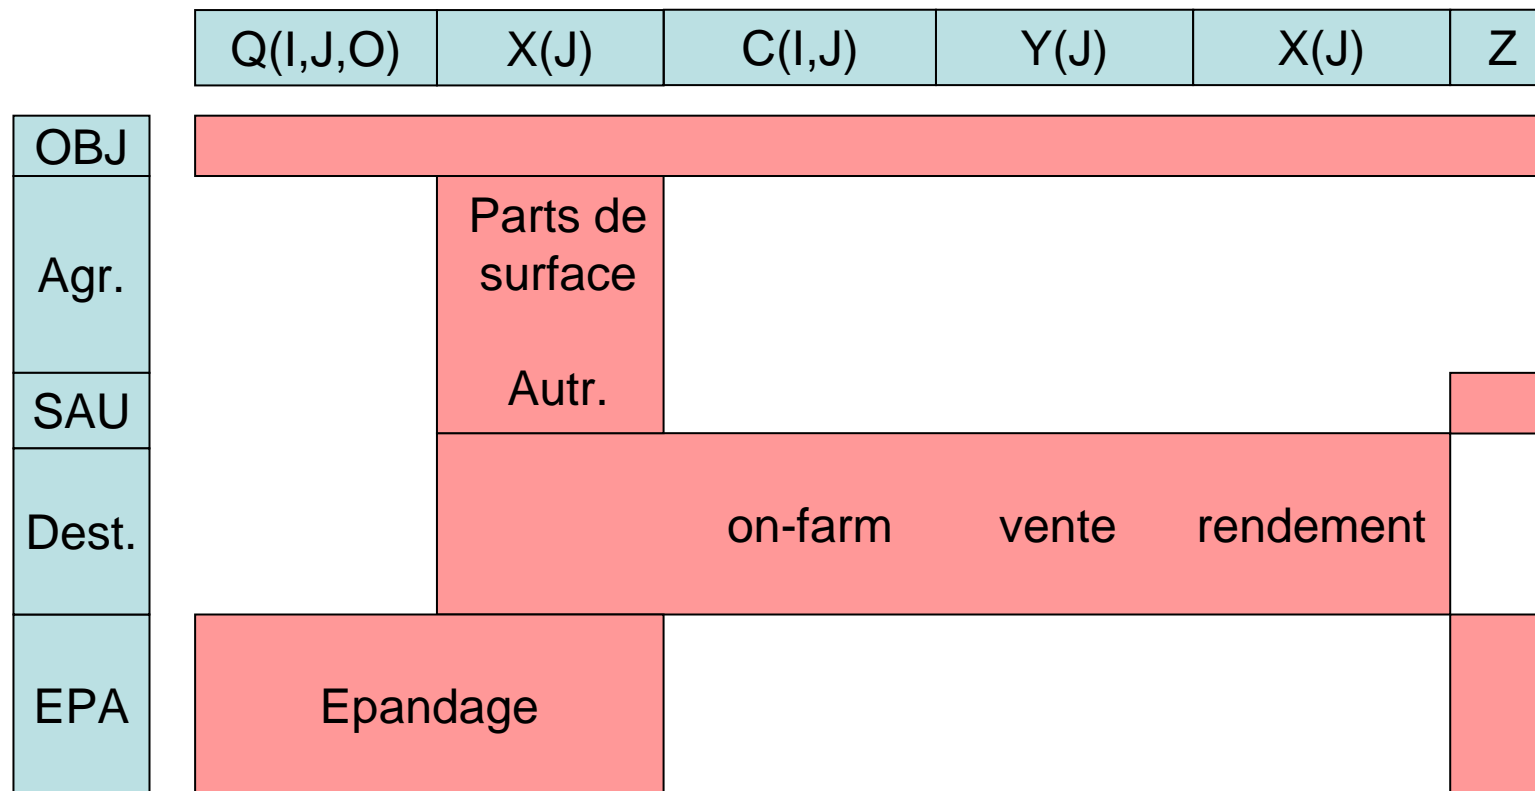 Q(I,J,O) X(J) C(I,J) Y(J) X(J) Z
OBJ
Parts de
surface
Agr.
Autr.
SAU
Dest. on-farm vente rendement
EPA Epandage